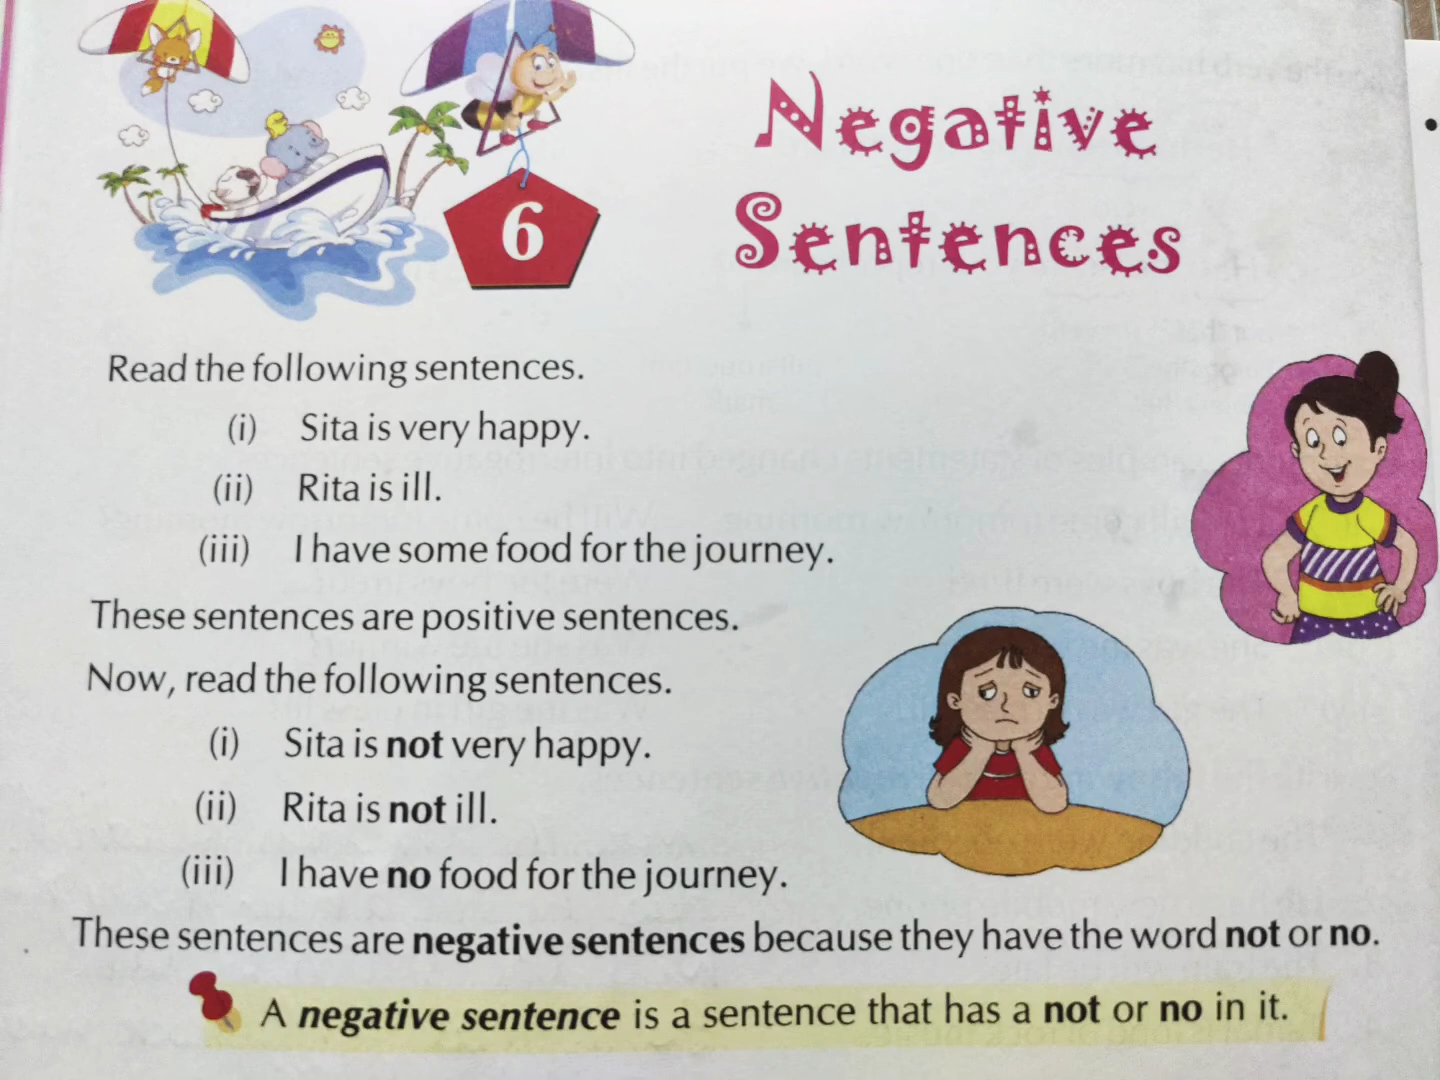 6
Negative
Sentences
Read the following sentences.
(i) Sita is very happy.
(ii) Rita is ill.
(iii) I have some food for the journey.
These sentences are positive sentences.
Now, read the following sentences.
(i) Sita is not very happy.
(ii) Rita is not ill.
(iii) I have no food for the journey.
These sentences are negative sentences because they have the word not or no.
A negative sentence is a sentence that has a not or no in it.